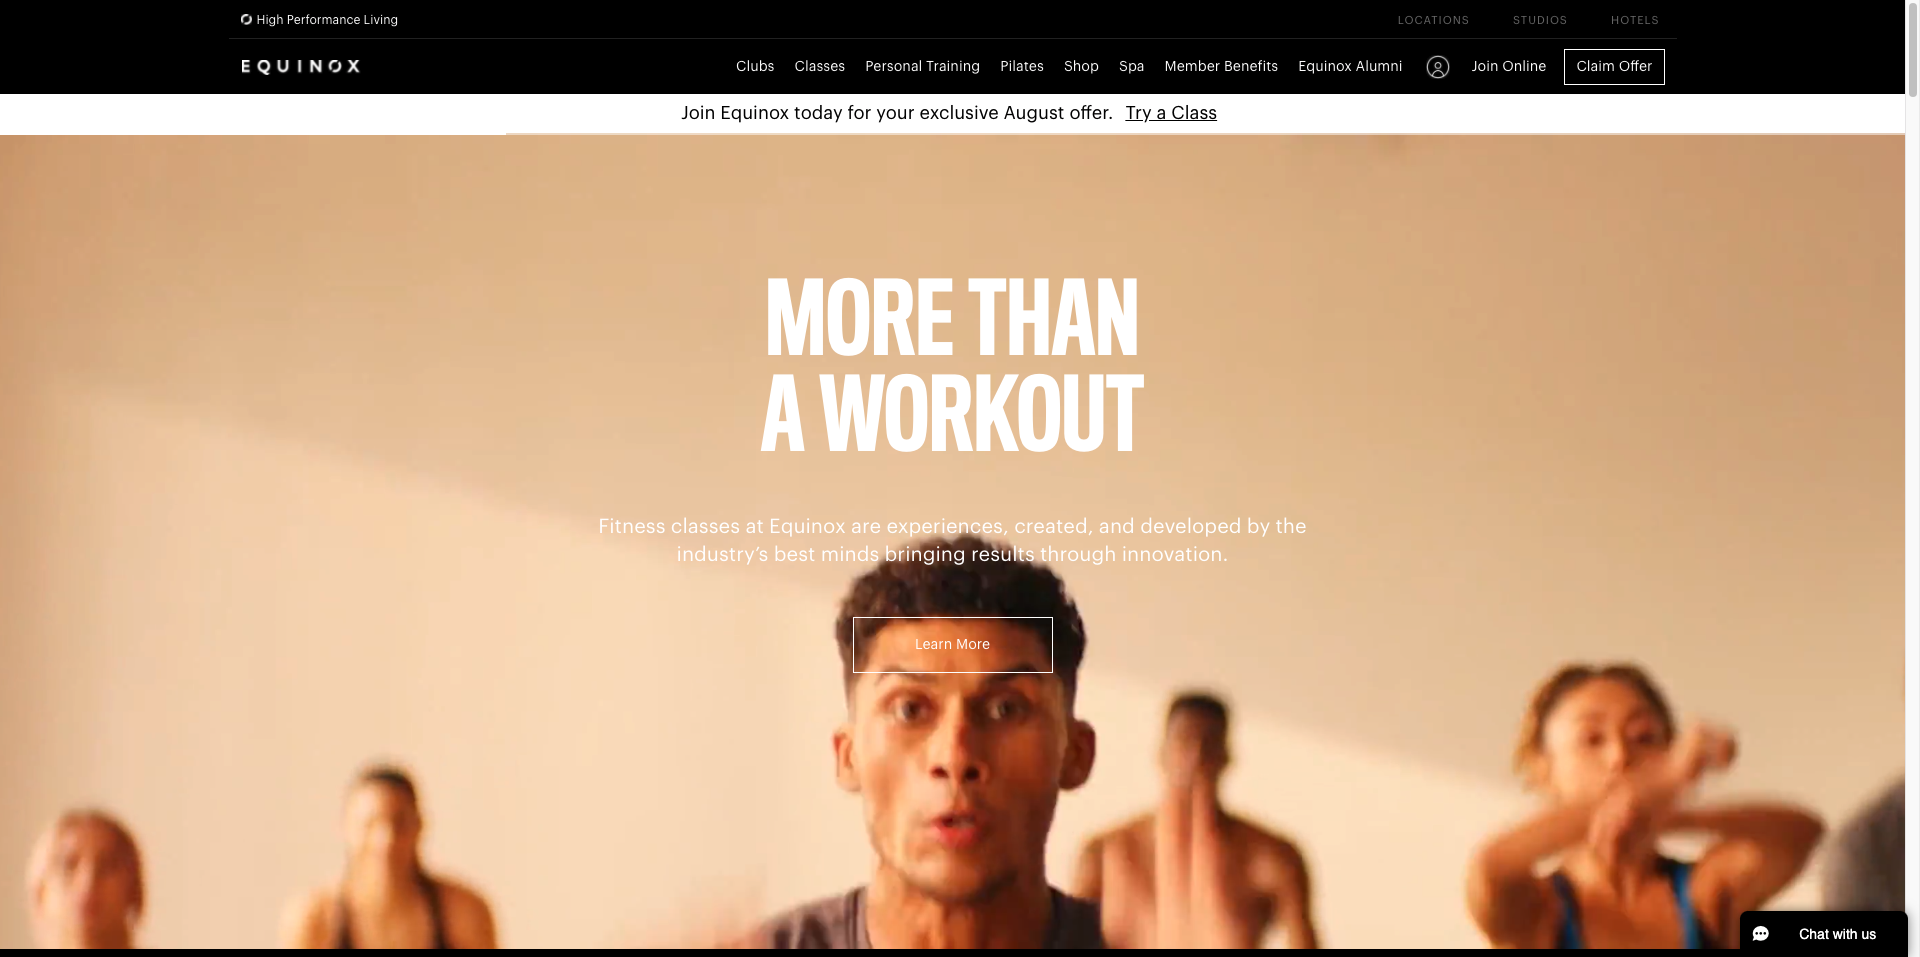 High Performance Living
LOCATIONS STUDIOS HOTELS
EQUINOX
Clubs Classes Personal Training Pilates Shop Spa Member Benefits Equinox Alumni Join Online Claim Offer
Join Equinox today for your exclusive August offer. Try a Class
MORE THAN
A WORKOUT
Fitness classes at Equinox are experiences, created, and developed by the
industry’s best minds bringing results through innovation.
Learn More
Chat with us